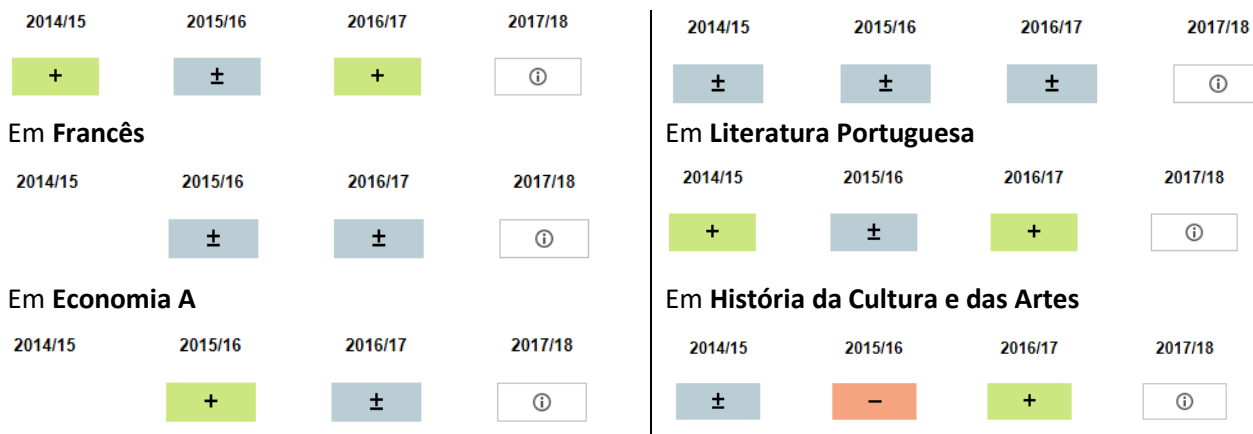 2014/15 2015/16 2016/17 2017/18
+ ± + ⓘ
Em Francês
2014/15 2015/16 2016/17 2017/18
± ± ⓘ
Em Economia A
2014/15 2015/16 2016/17 2017/18
+ ± ⓘ
2014/15 2015/16 2016/17 2017/18
± ± ± ⓘ
Em Literatura Portuguesa
2014/15 2015/16 2016/17 2017/18
+ ± + ⓘ
Em História da Cultura e das Artes
2014/15 2015/16 2016/17 2017/18
± − + ⓘ